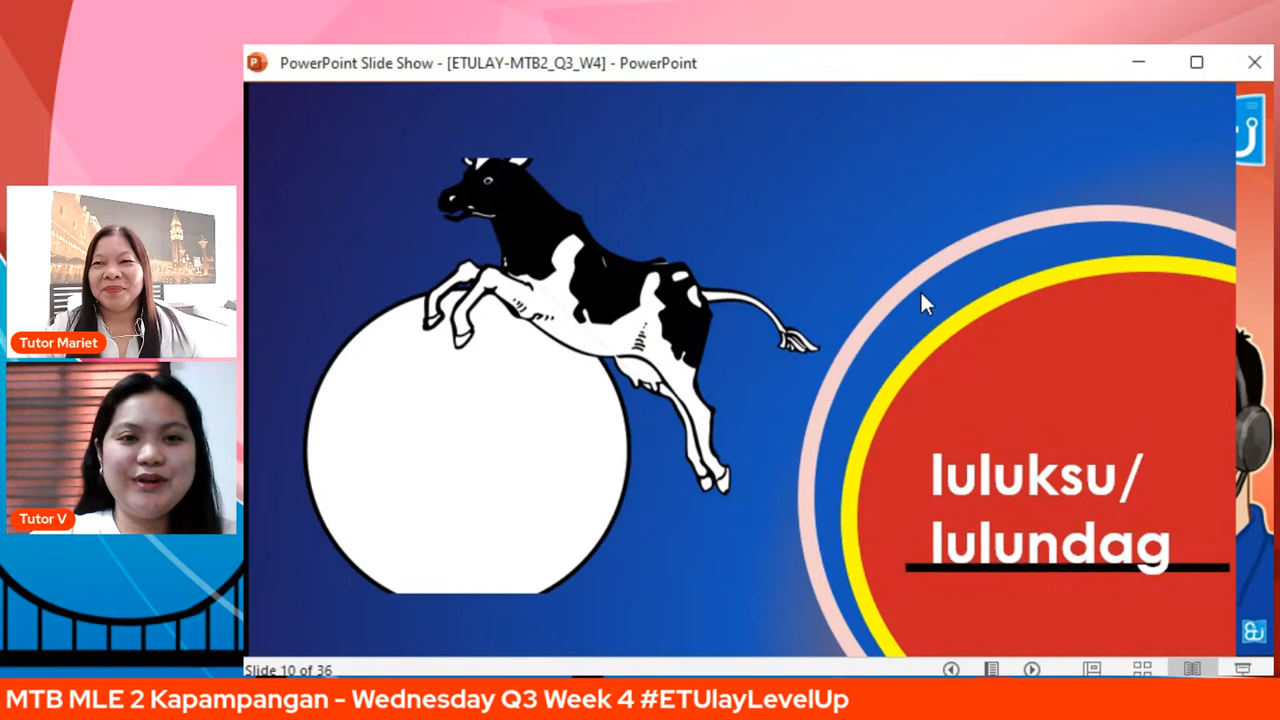 PowerPoint Slide Show - [ETULAY-MTB2_Q3_W4] - PowerPoint
Tutor Mariet
Tutor V
luluksu/
lulundag
Slide 10 of 36
MTB MLE 2 Kapampangan - Wednesday Q3 Week 4 #ETUlayLevelUp